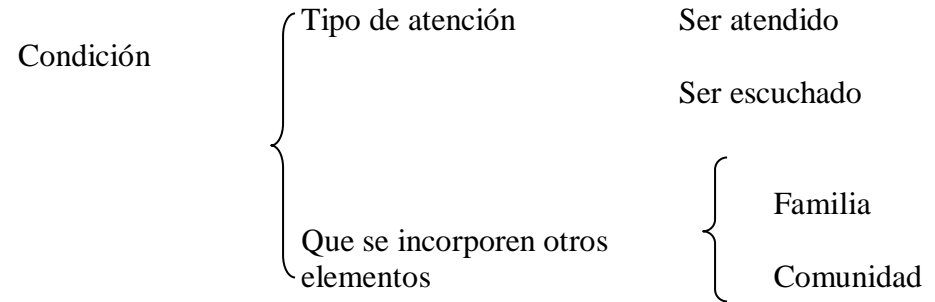 Tipo de atención
Ser atendido
Condición
Ser escuchado
Familia
Que se incorporen otros
elementos
Comunidad